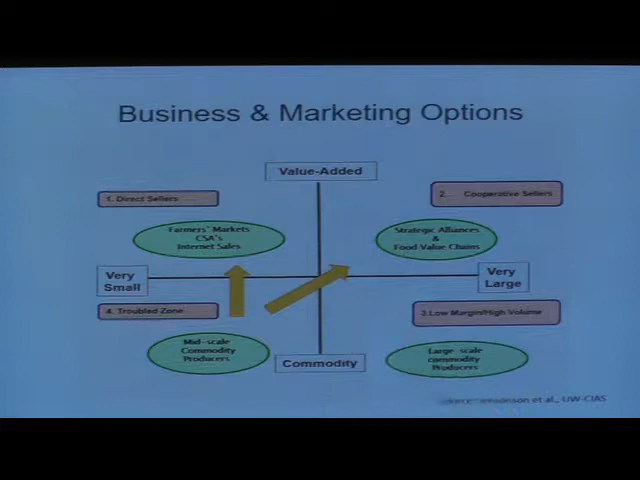 Business & Marketing Options
Value-Added
1. Direct Sellers
2. Cooperative Sellers
Farmers' Markets
CSA's
Internet Sales
Strategic Alliances
&
Food Value Chains
Very
Small
Very
Large
4. Troubled Zone
3.Low Margin/High Volume
Mid-scale
Commodity
Producers
Commodity
Large-scale
commodity
Producers
et al., UW-CIAS